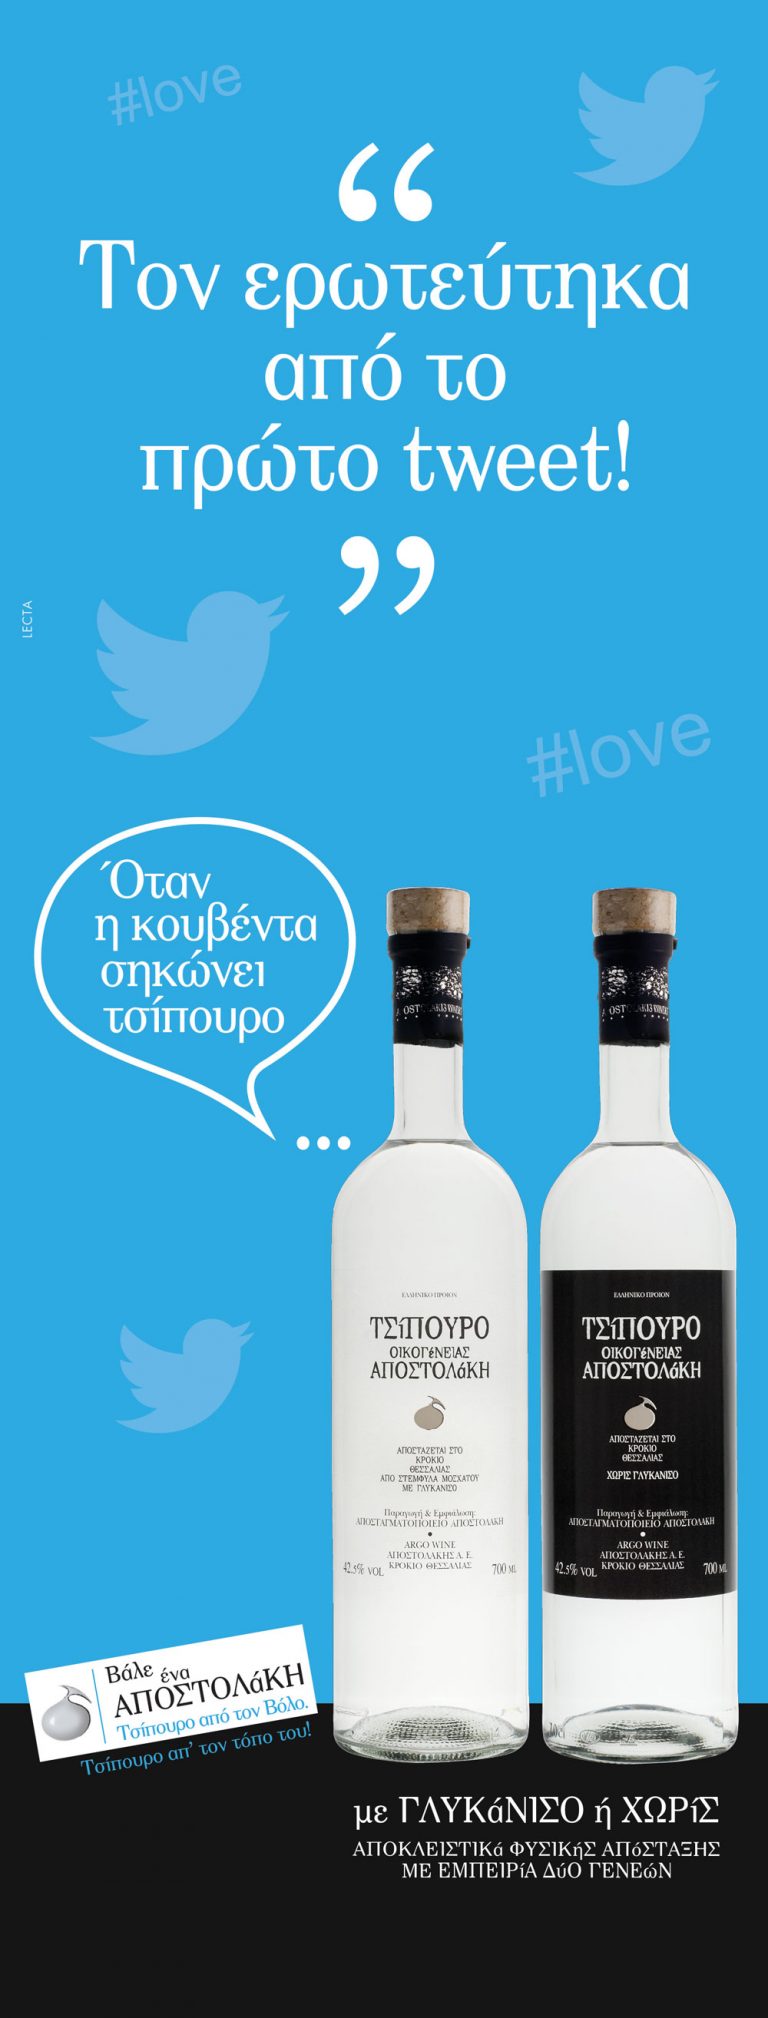 #love
“
Τον ερωτεύτηκα
από το
πρώτο tweet!
”
LECTA
#love
Όταν
η κουβέντα
σηκώνει
τσίπουρο
...
ΕΛΛΗΝΙΚΟ ΠΡΟΪΟΝ
ΤΣίΠΟΥΡΟ
ΟΙΚΟΓέΝΕΙΑΣ
ΑΠΟΣΤΟΛάΚΗ
ΑΠΟΣΤΑΖΕΤΑΙ ΣΤΟ
ΚΡΟΚΙΟ
ΘΕΣΣΑΛΙΑΣ
ΑΠΟ ΣΤΕΜΦΥΛΑ ΜΟΣΧΑΤΟΥ
ΜΕ ΓΛΥΚΑΝΙΣΟ
Παραγωγή & Εμφιάλωση:
ΑΠΟΣΤΑΓΜΑΤΟΠΟΙΕΙΟ ΑΠΟΣΤΟΛΑΚΗ
ARGO WINE
ΑΠΟΣΤΟΛΑΚΗΣ Α. Ε.
ΚΡΟΚΙΟ ΘΕΣΣΑΛΙΑΣ
42.5% VOL
700 ML
ΕΛΛΗΝΙΚΟ ΠΡΟΪΟΝ
ΤΣίΠΟΥΡΟ
ΟΙΚΟΓέΝΕΙΑΣ
ΑΠΟΣΤΟΛάΚΗ
ΑΠΟΣΤΑΖΕΤΑΙ ΣΤΟ
ΚΡΟΚΙΟ
ΘΕΣΣΑΛΙΑΣ
ΧΩΡΙΣ ΓΛΥΚΑΝΙΣΟ
Παραγωγή & Εμφιάλωση:
ΑΠΟΣΤΑΓΜΑΤΟΠΟΙΕΙΟ ΑΠΟΣΤΟΛΑΚΗ
ARGO WINE
ΑΠΟΣΤΟΛΑΚΗΣ Α. Ε.
ΚΡΟΚΙΟ ΘΕΣΣΑΛΙΑΣ
42.5% VOL
700 ML
Βάλε ένα
ΑΠΟΣΤΟΛάΚΗ
Τσίπουρο από τον Βόλο.
Τσίπουρο απ' τον τόπο του!
με ΓΛΥΚάΝΙΣΟ ή ΧΩΡίΣ
ΑΠΟΚΛΕΙΣΤΙΚά ΦΥΣΙΚήΣ ΑΠόΣΤΑΞΗΣ
ΜΕ ΕΜΠΕΙΡίΑ ΔύΟ ΓΕΝΕώΝ